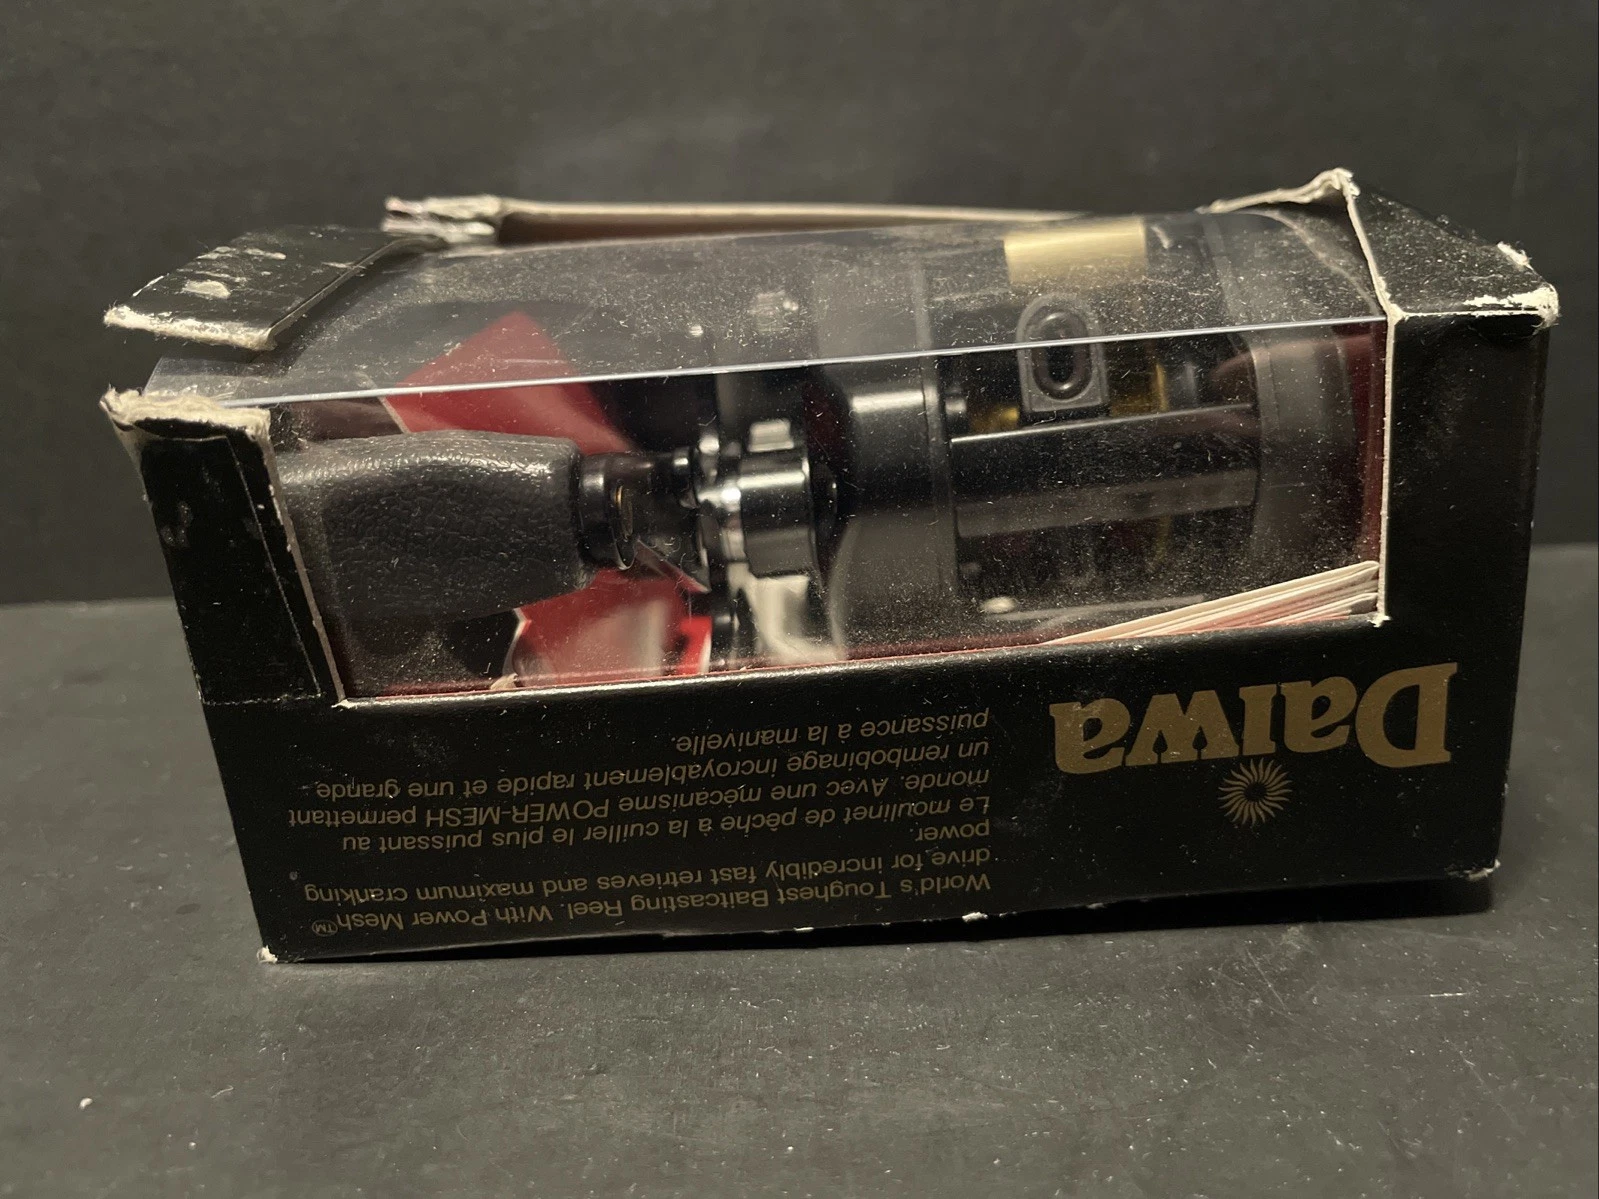 Daiwa
World's Toughest Baitcasting Reel. With Power Mesh™
drive for incredibly fast retrieves and maximum cranking
power.
Le moulinet de pêche à la cuiller le plus puissant au
monde. Avec une mécanisme POWER-MESH permettant
un rembobinage incroyablement rapide et une grande
puissance à la manivelle.